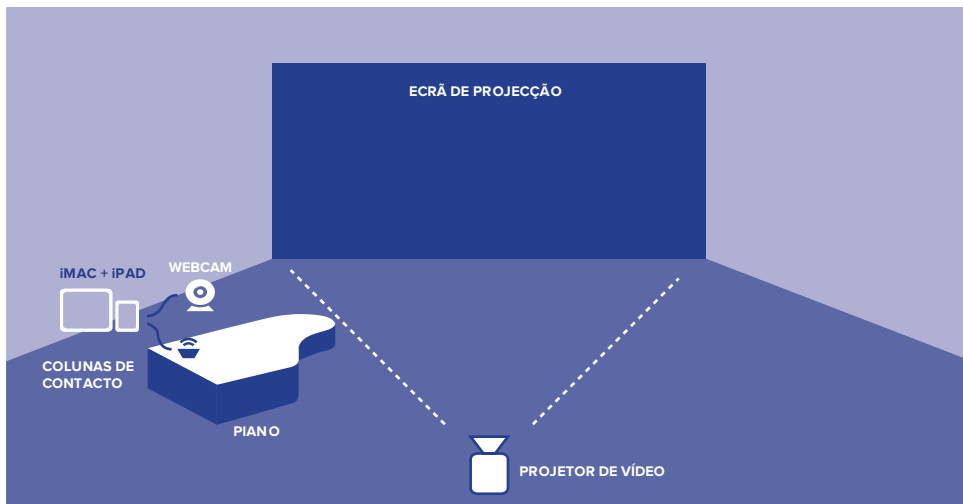 ECRÃ DE PROJECÇÃO
iMAC + iPAD
WEBCAM
COLUNAS DE
CONTACTO
PIANO
PROJETOR DE VÍDEO